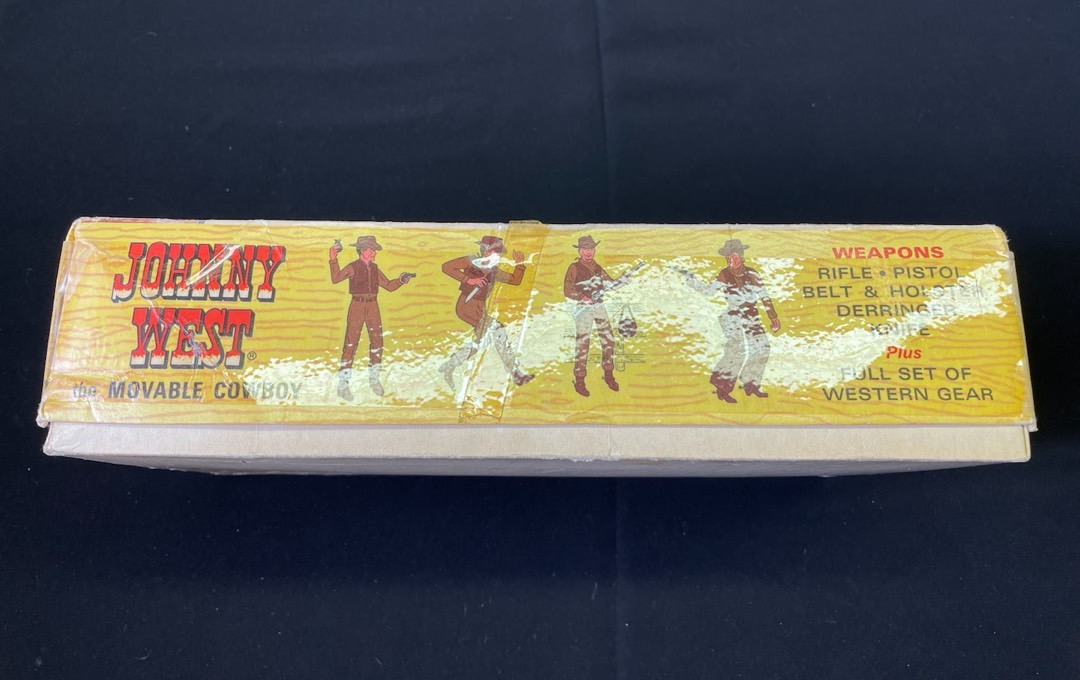 JOHNNY
WEST®
the MOVABLE COWBOY
WEAPONS
RIFLE • PISTOL
BELT & HOLSTER
DERRINGER
KNIFE
Plus
FULL SET OF
WESTERN GEAR